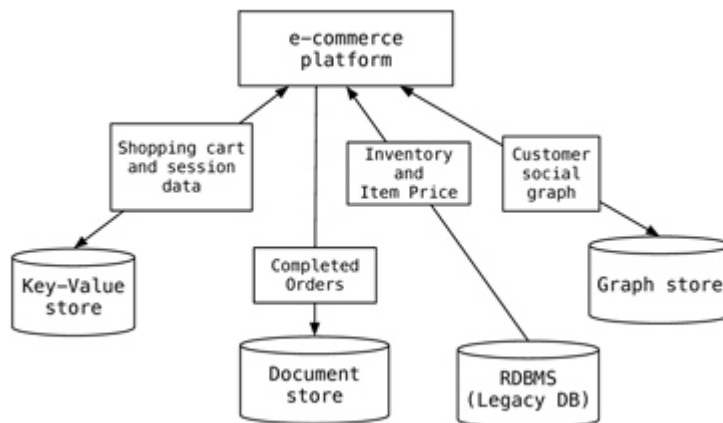 e-commerce
platform
Shopping cart
and session
data
Inventory
and
Item Price
Customer
social
graph
Completed
Orders
Key-Value
store
Graph store
Document
store
RDBMS
(Legacy DB)